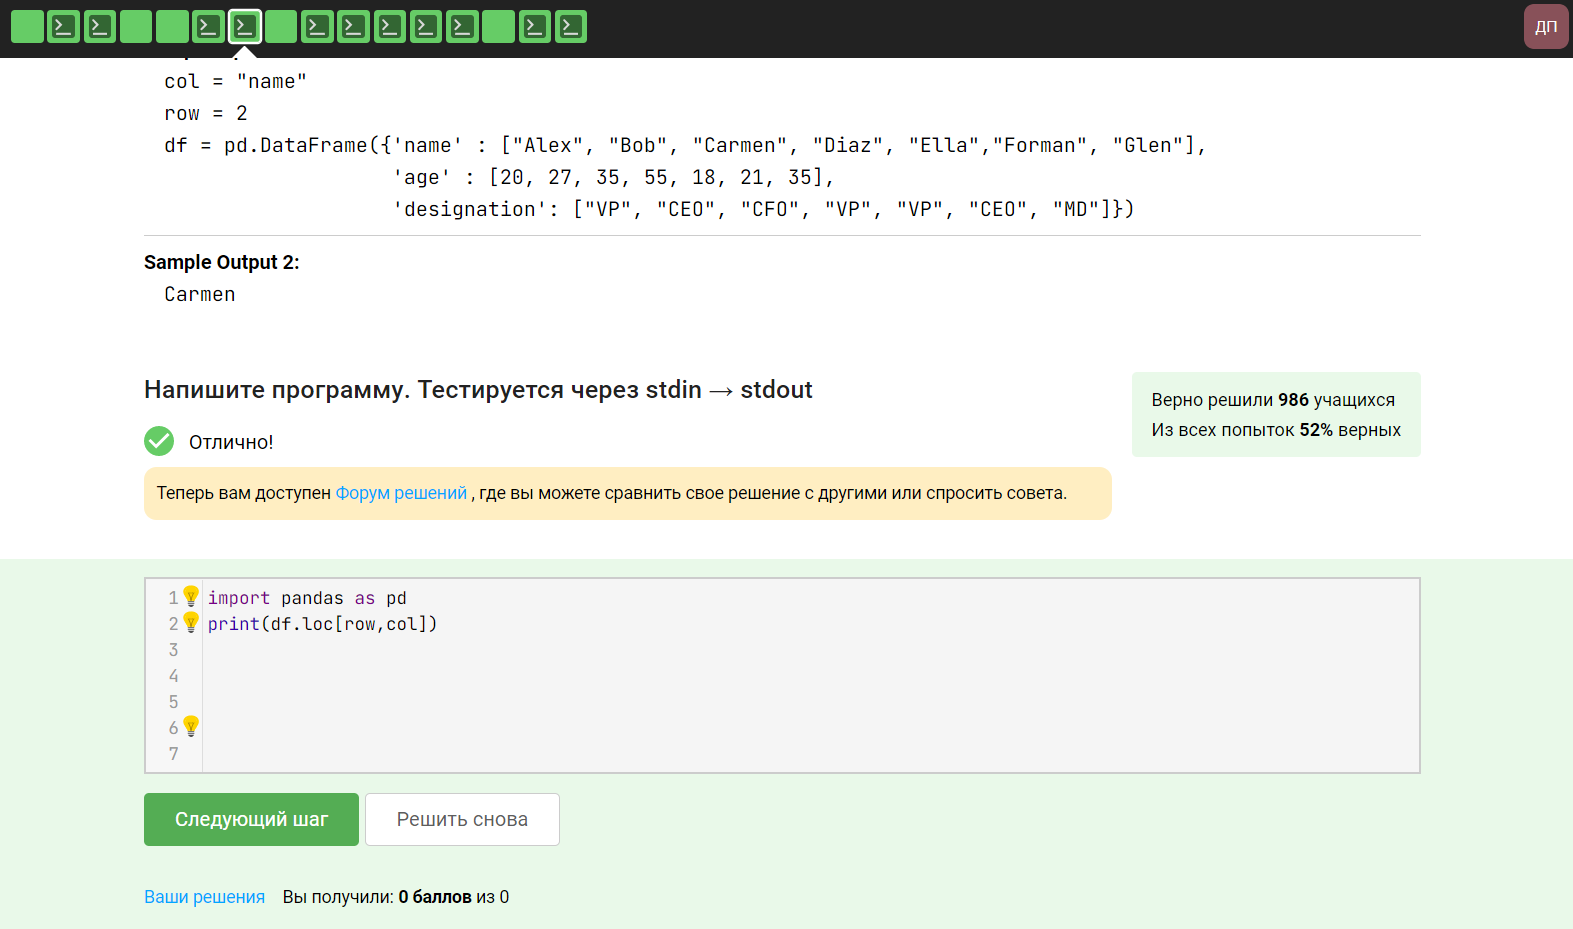 ДП
col = "name"
row = 2
df = pd.DataFrame({'name' : ["Alex", "Bob", "Carmen", "Diaz", "Ella","Forman", "Glen"],
'age' : [20, 27, 35, 55, 18, 21, 35],
'designation': ["VP", "CEO", "CFO", "VP", "VP", "CEO", "MD"]})
Sample Output 2:
Carmen
Напишите программу. Тестируется через stdin → stdout
Верно решили 986 учащихся
Из всех попыток 52% верных
Отлично!
Теперь вам доступен Форум решений , где вы можете сравнить свое решение с другими или спросить совета.
1 import pandas as pd
2 print(df.loc[row,col])
3
4
5
6
7
Следующий шаг
Решить снова
Ваши решения Вы получили: 0 баллов из 0